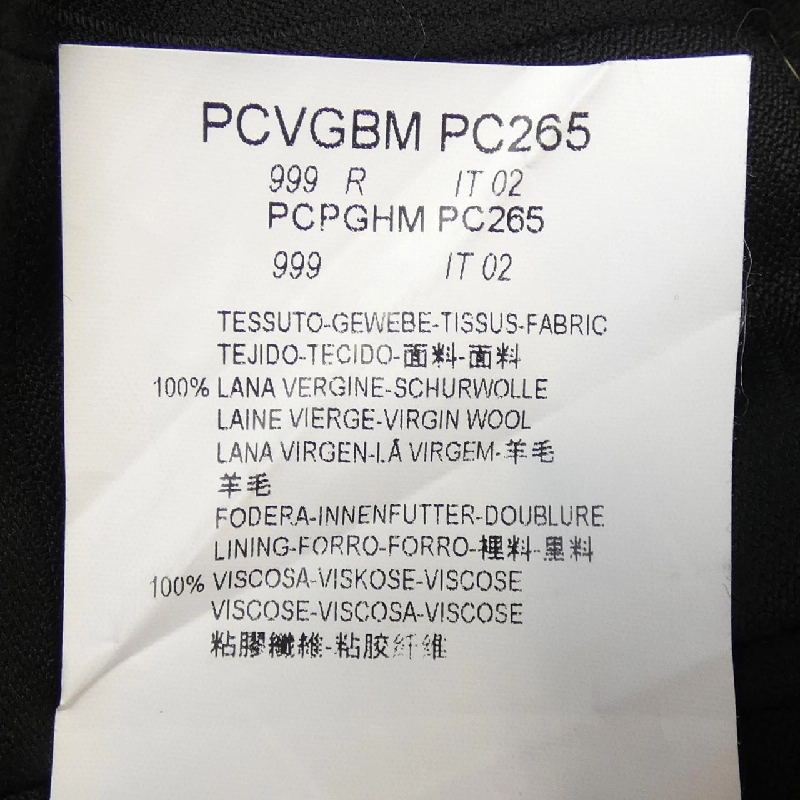 PCVGBM PC265
999 R IT 02
PCPGHM PC265
999 IT 02
TESSUTO-GEWEBE-TISSUS-FABRIC
TEJIDO-TECIDO-面料-面料
100% LANA VERGINE-SCHURWOLLE
LAINE VIERGE-VIRGIN WOOL
LANA VIRGEN-LÃ VIRGEM-羊毛
羊毛
FODERA-INNENFUTTER-DOUBLURE
LINING-FORRO-FORRO-裡料-里料
100% VISCOSA-VISKOSE-VISCOSE
VISCOSE-VISCOSA-VISCOSE
粘膠纖維-粘胶纤维